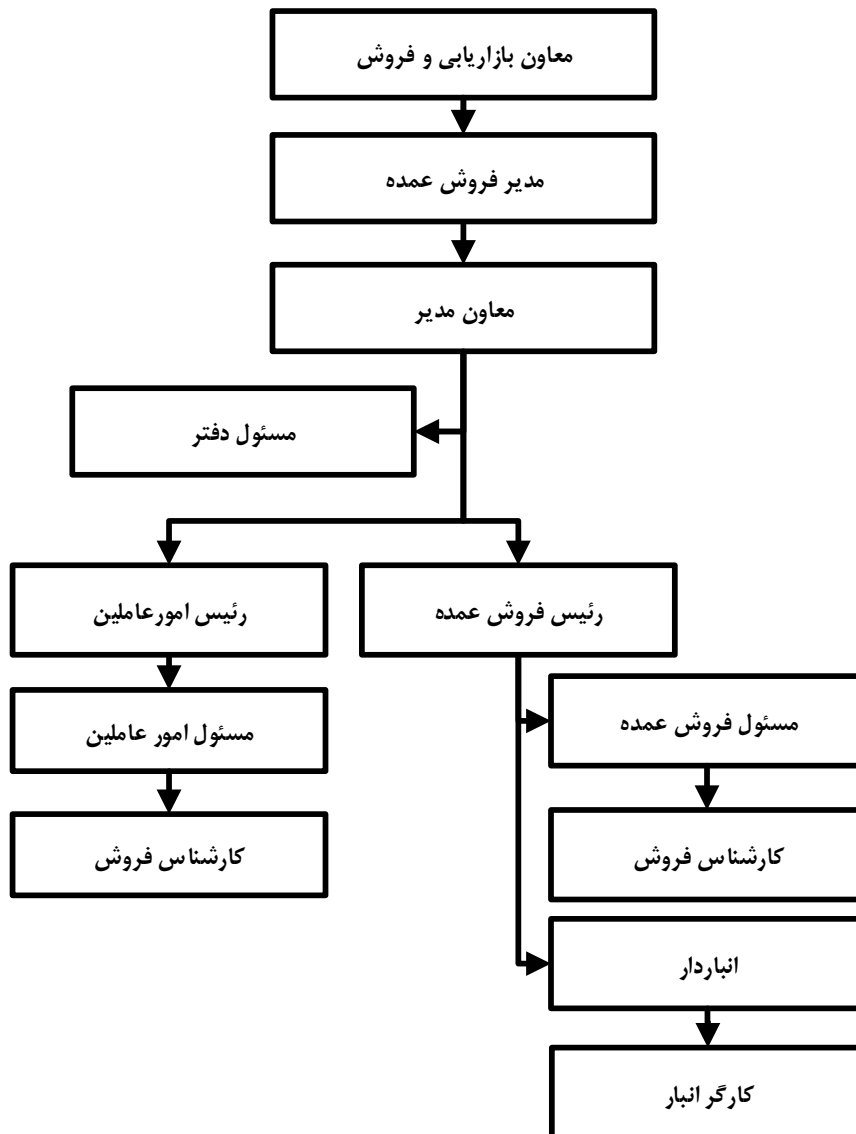 معاون بازاریابی و فروش
مدیر فروش عمده
معاون مدیر
مسئول دفتر
رئیس فروش عمده
رئیس امورعاملین
مسئول فروش عمده
مسئول امور عاملین
کارشناس فروش
کارشناس فروش
انباردار
کارگر انبار